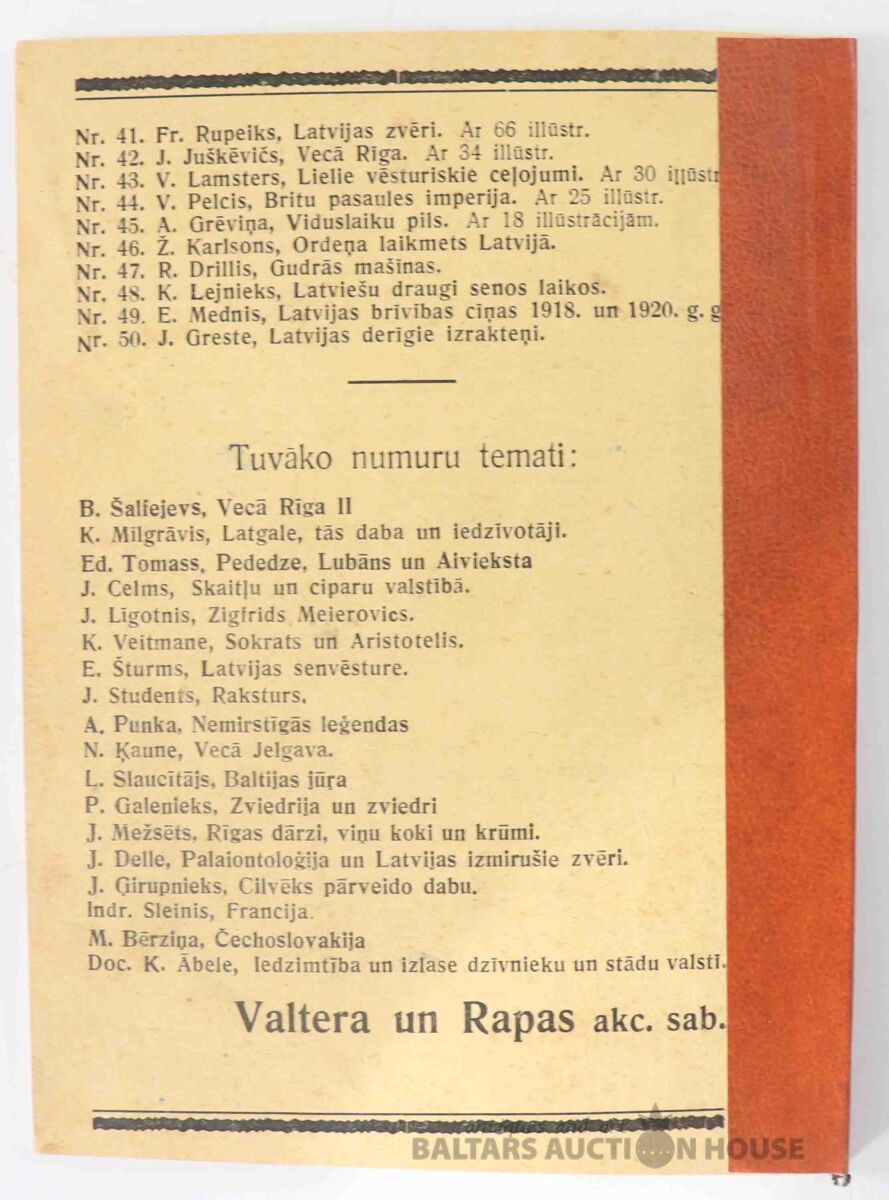 Nr. 41. Fr. Rupeiks, Latvijas zvēri. Ar 66 illūstr.
Nr. 42. J. Juškēvičs, Vecā Rīga. Ar 34 illūstr.
Nr. 43. V. Lamsters, Lielie vēsturiskie ceļojumi. Ar 30 illūstr
Nr. 44. V. Pelcis, Britu pasaules imperija. Ar 25 illūstr.
Nr. 45. A. Grēviņa, Viduslaiku pils. Ar 18 illūstrācijām.
Nr. 46. Ž. Karlsons, Ordeņa laikmets Latvijā.
Nr. 47. R. Drillis, Gudrās mašīnas.
Nr. 48. K. Lejnieks, Latviešu draugi senos laikos.
Nr. 49. E. Mednis, Latvijas brīvības cīņas 1918. un 1920. g. g
Nr. 50. J. Greste, Latvijas derīgie izrakteņi.
Tuvāko numuru temati:
B. Šaliejevs, Vecā Rīga II
K. Mīlgrāvis, Latgale, tās daba un iedzīvotāji.
Ed. Tomass, Pededze, Lubāns un Aivieksta
J. Celms, Skaitļu un ciparu valstībā.
J. Līgotnis, Zigfrids Meierovics.
K. Veitmane, Sokrats un Aristotelis.
E. Šturms, Latvijas senvēsture.
J. Students, Raksturs.
A. Punka, Nemirstīgās leģendas
N. Ķaune, Vecā Jelgava.
L. Slaucītājs, Baltijas jūra
P. Galenieks, Zviedrija un zviedri
J. Mežsēts, Rīgas dārzi, viņu koki un krūmi.
J. Delle, Palaiontoloģija un Latvijas izmirušie zvēri.
J. Ģirupnieks, Cilvēks pārveido dabu.
Indr. Sleinis, Francija.
M. Bērziņa, Čechoslovakija
Doc. K. Ābele, Iedzimtība un izlase dzīvnieku un stādu valstī.
Valtera un Rapas akc. sab.
antiques and art
BALTARS AUCTION HOUSE